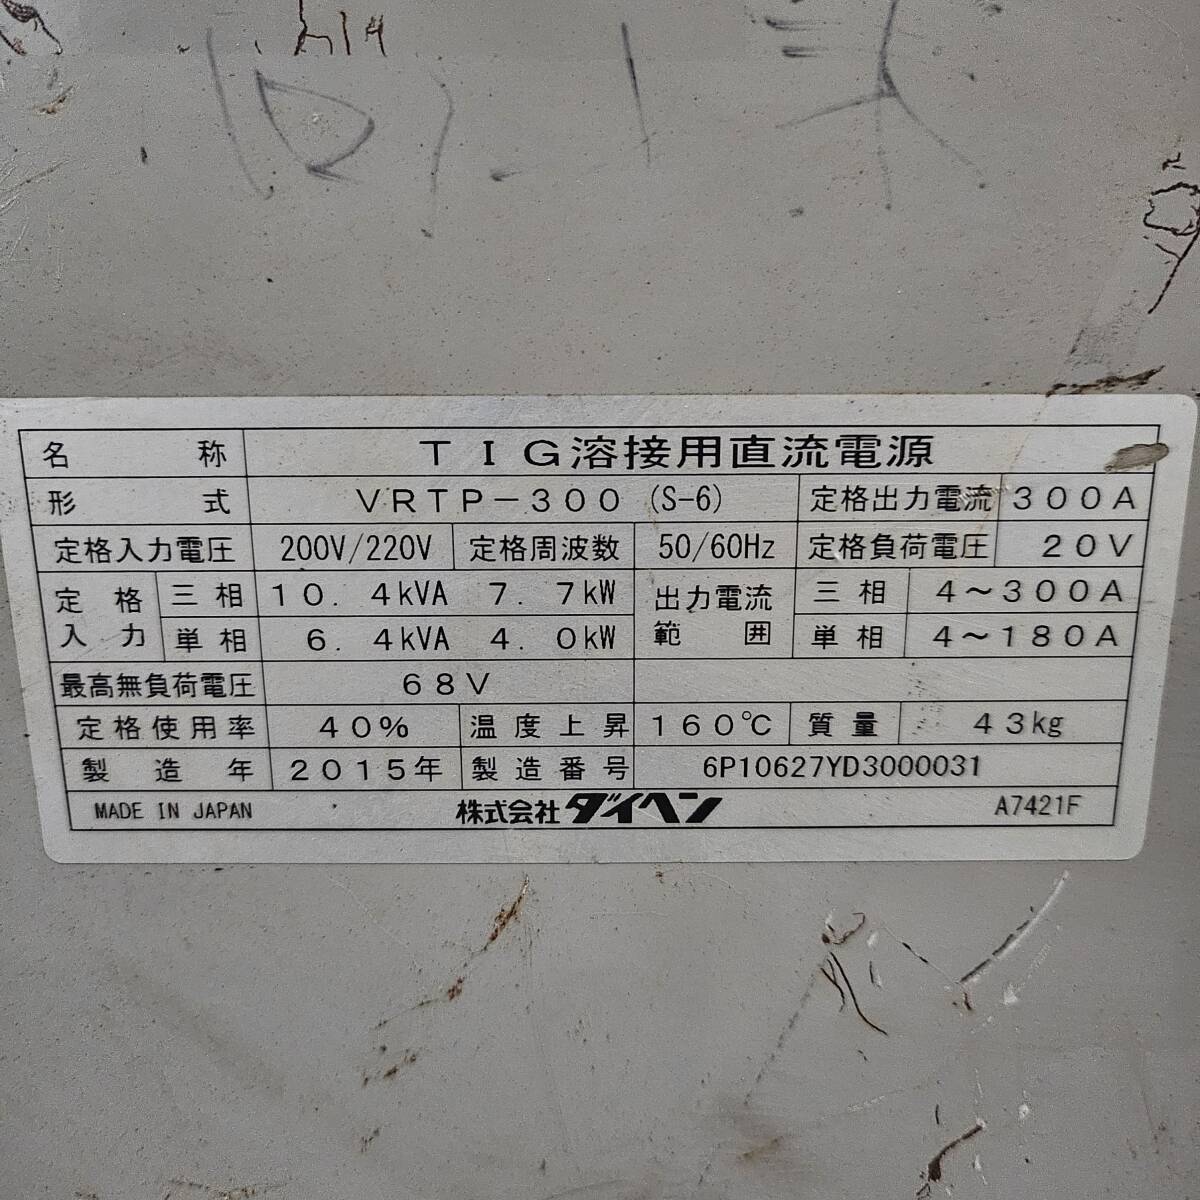 名称 TIG溶接用直流電源
形式 VRTP-300 (S-6) 定格出力電流 300A
定格入力電圧 200V/220V 定格周波数 50/60Hz 定格負荷電圧 20V
定格入力 三相 10.4kVA 7.7kW 出力電流範囲 三相 4~300A
単相 6.4kVA 4.0kW 単相 4~180A
最高無負荷電圧 68V
定格使用率 40% 温度上昇 160℃ 質量 43kg
製造年 2015年 製造番号 6P10627YD3000031
MADE IN JAPAN 株式会社ダイヘン A7421F